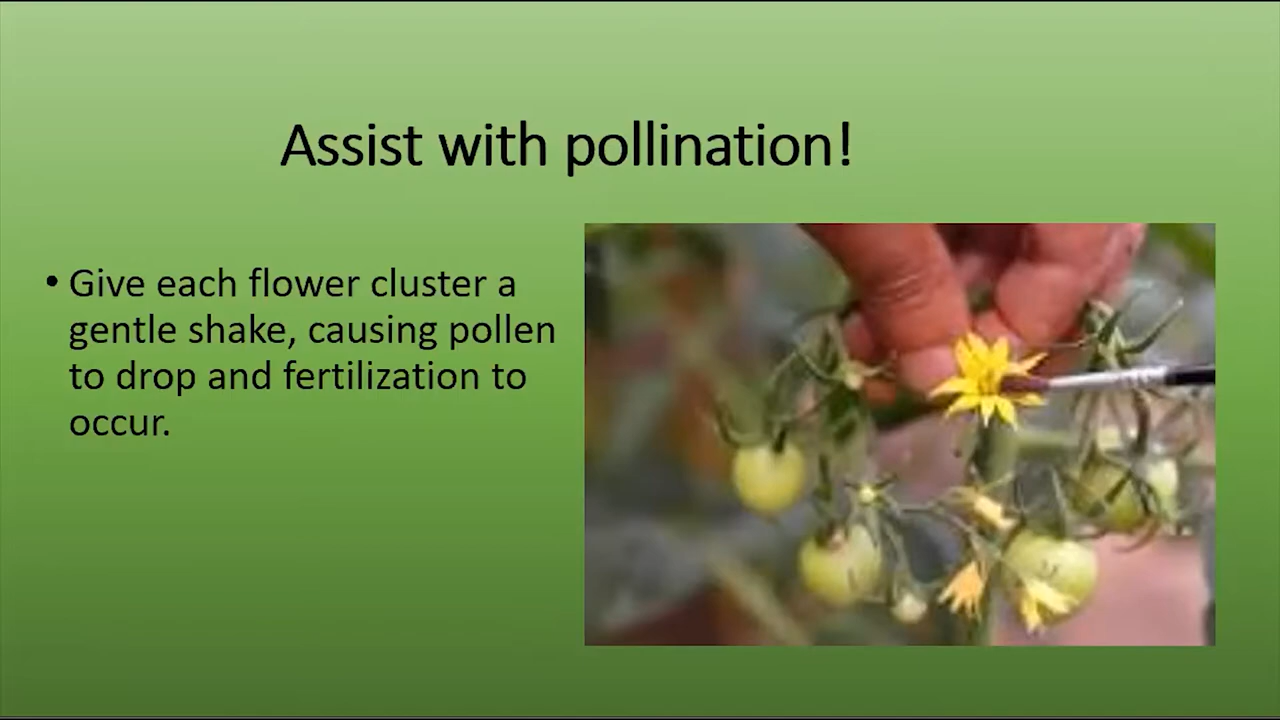 Assist with pollination!
• Give each flower cluster a
gentle shake, causing pollen
to drop and fertilization to
occur.